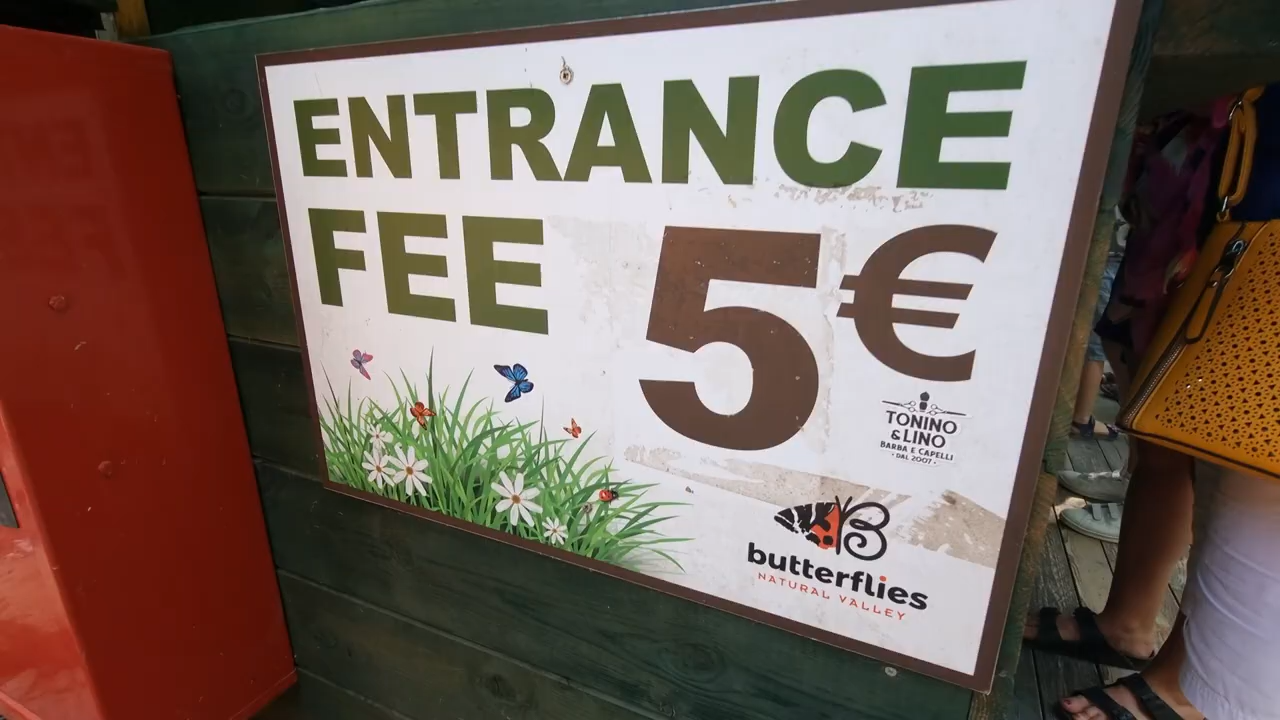 ENTRANCE
FEE 5€
TONINO
& LINO
BARBA E CAPELLI
• DAL 2007 •
B
butterflies
NATURAL VALLEY